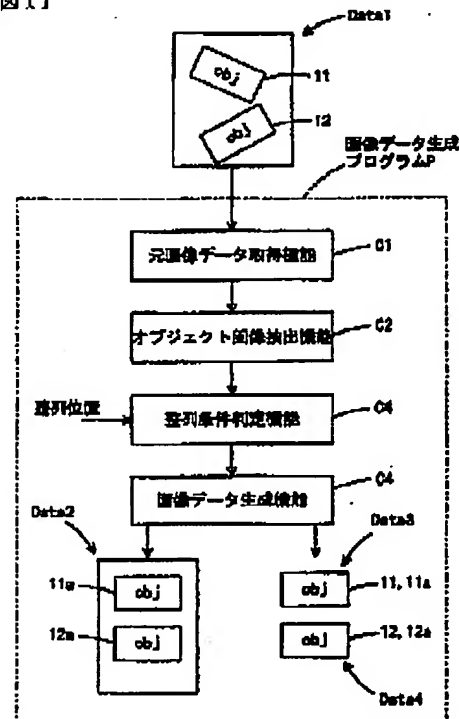 図1】
Data1
obj
11
obj
12
画像データ生成
プログラムP
元画像データ取得機能
C1
オブジェクト画像抽出機能
C2
整列位置
整列条件判定機能
C4
画像データ生成機能
C4
Data2
Data3
11a
obj
obj
11, 11a
12a
obj
obj
12, 12a
Data4